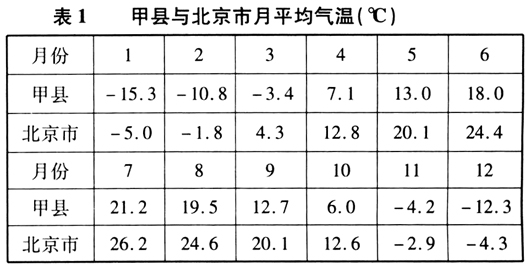 表1 甲县与北京市月平均气温(℃)
月份 1 2 3 4 5 6
甲县 －15.3 －10.8 －3.4 7.1 13.0 18.0
北京市 －5.0 －1.8 4.3 12.8 20.1 24.4
月份 7 8 9 10 11 12
甲县 21.2 19.5 12.7 6.0 －4.2 －12.3
北京市 26.2 24.6 20.1 12.6 －2.9 －4.3